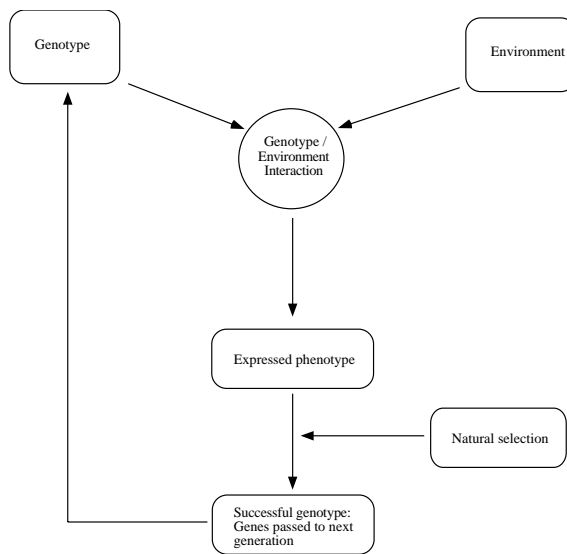 Genotype
Environment
Genotype /
Environment
Interaction
Expressed phenotype
Natural selection
Successful genotype:
Genes passed to next
generation